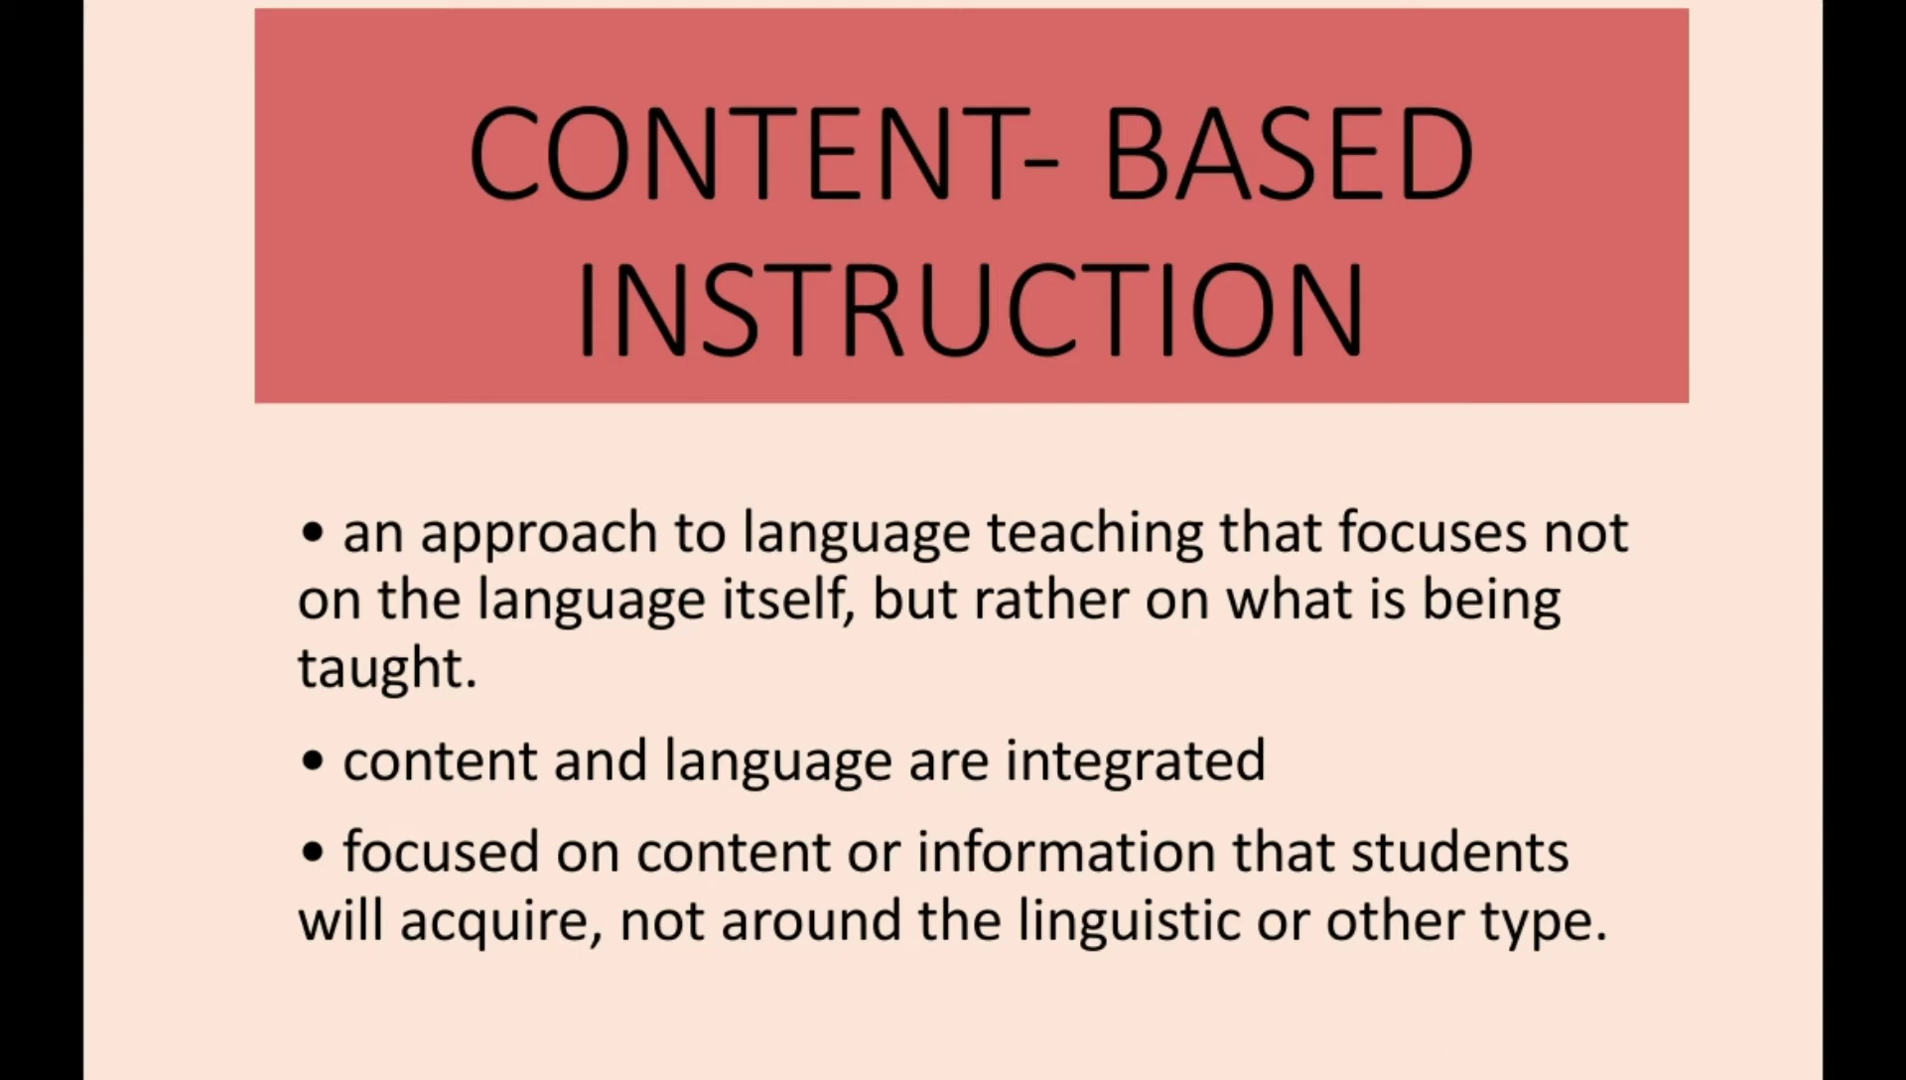 CONTENT- BASED
INSTRUCTION
• an approach to language teaching that focuses not
on the language itself, but rather on what is being
taught.
• content and language are integrated
• focused on content or information that students
will acquire, not around the linguistic or other type.